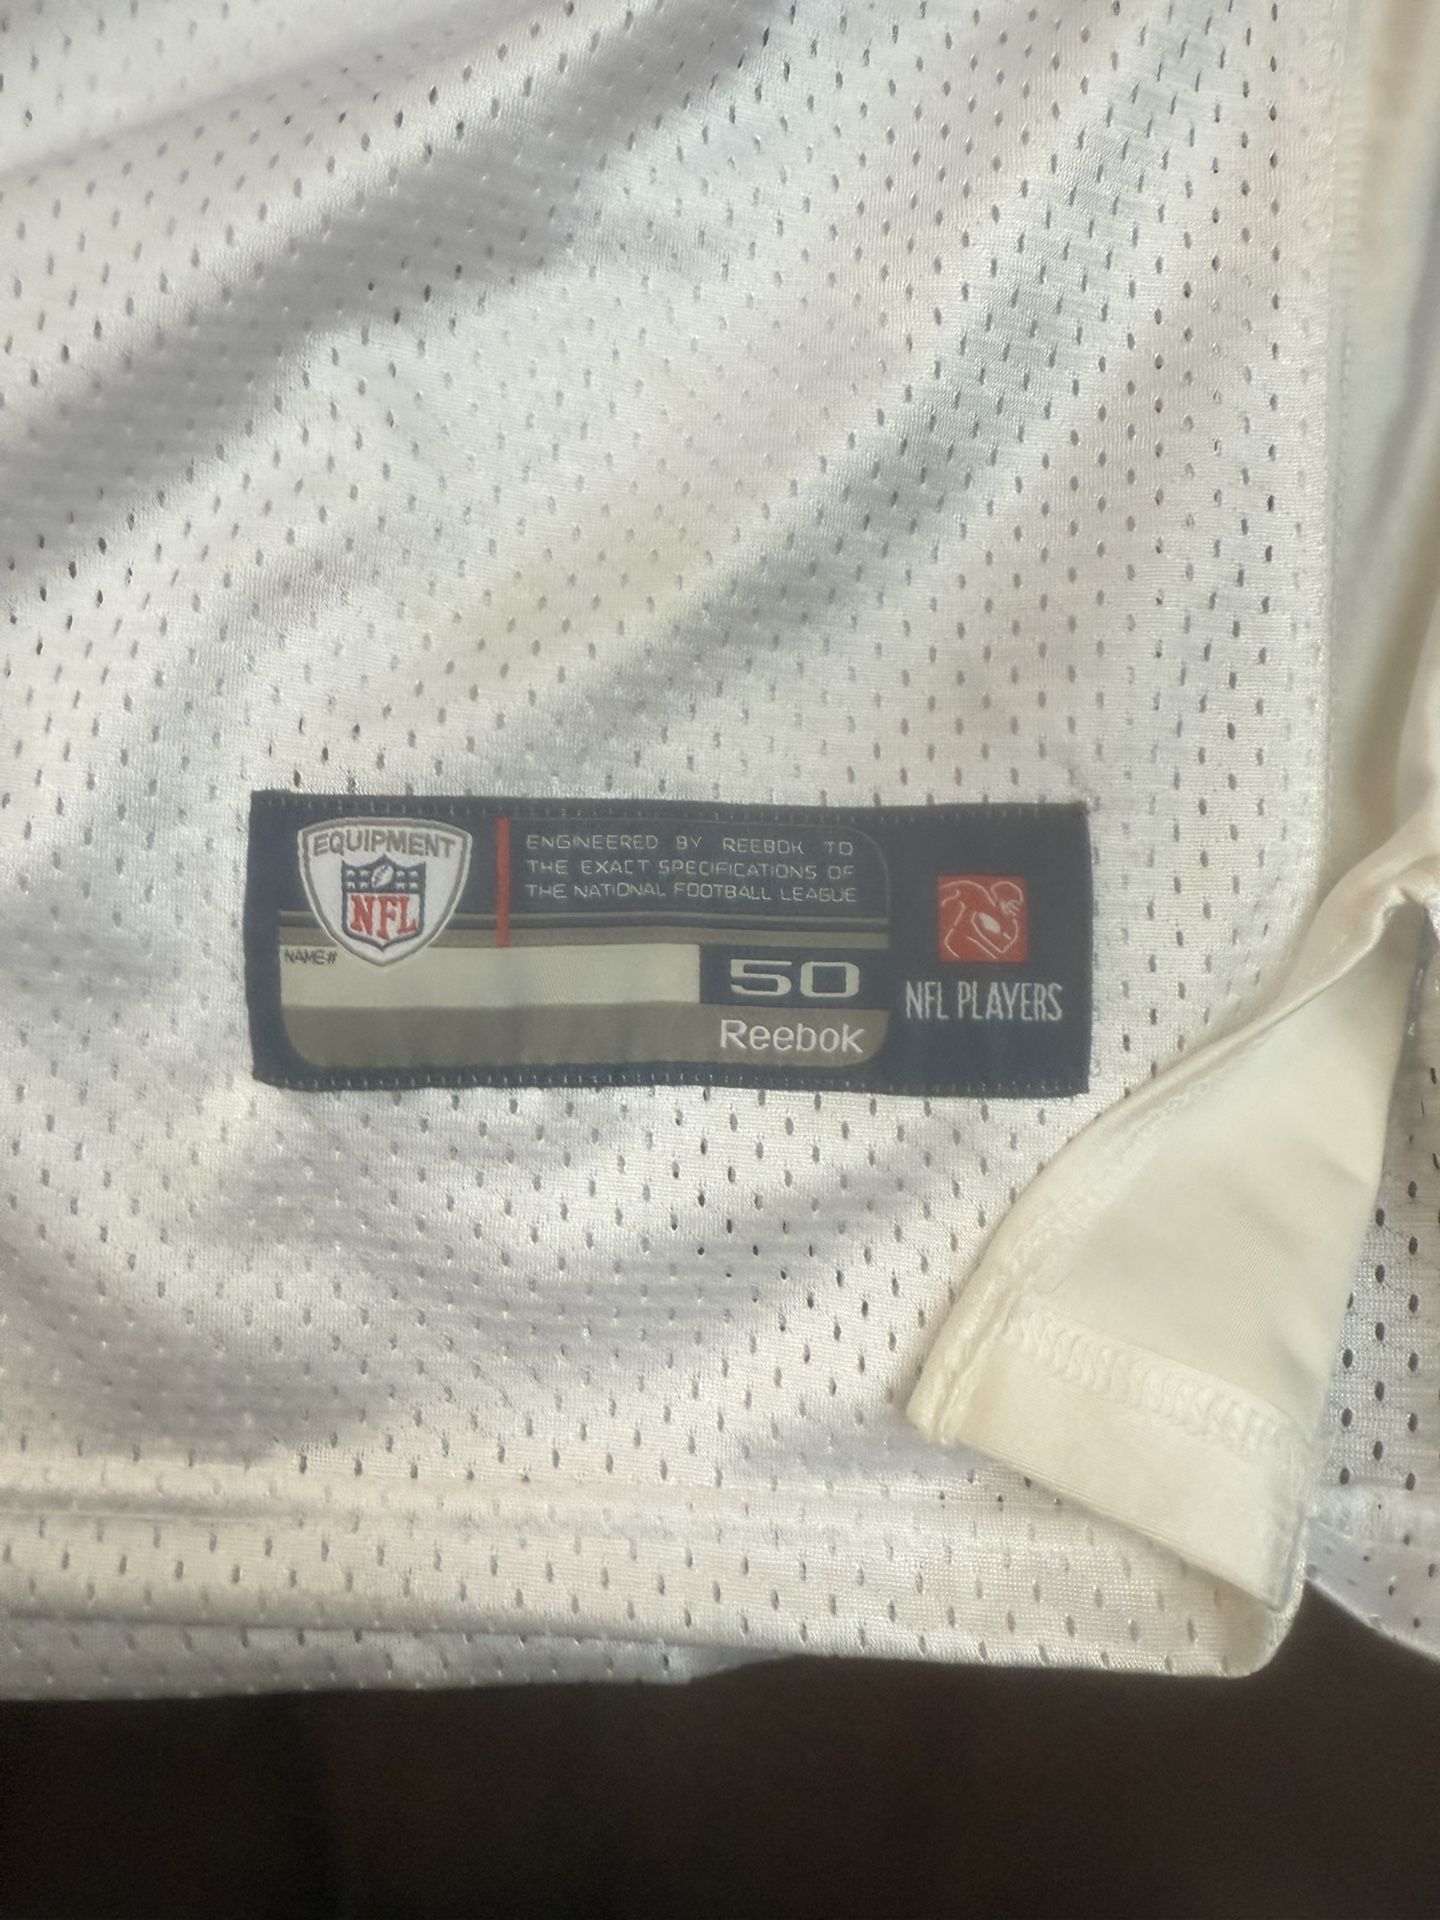 EQUIPMENT
NFL
ENGINEERED BY REEBOK TO
THE EXACT SPECIFICATIONS OF
THE NATIONAL FOOTBALL LEAGUE
NAME#
50
Reebok
NFL PLAYERS